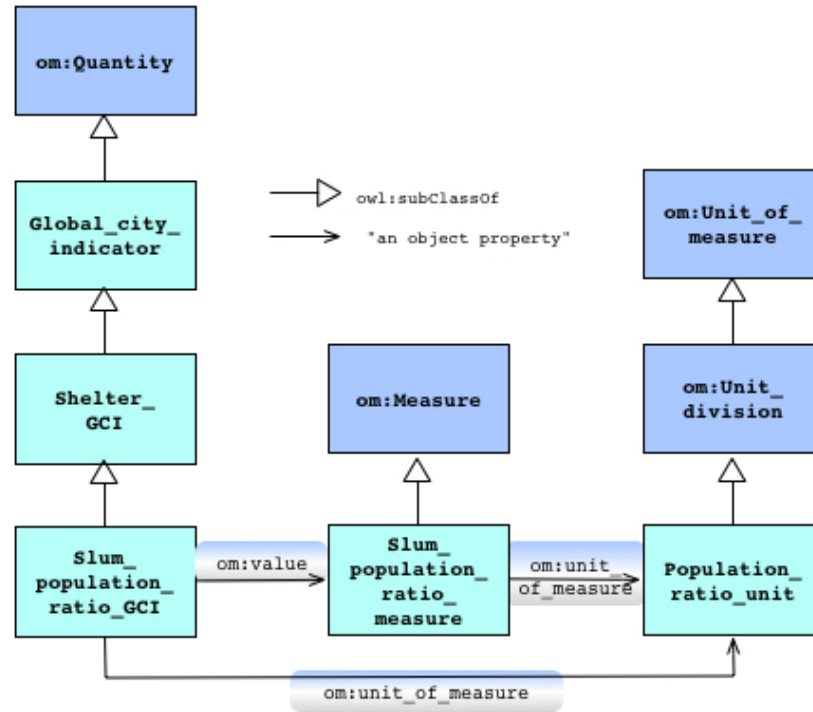 om:Quantity
Global_city_
indicator
owl:subClassOf
"an object property"
om:Unit_of_
measure
Shelter_
GCI
om:Measure
om:Unit_
division
Slum_
population_
ratio_GCI
om:value
Slum_
population_
ratio_
measure
om:unit_
of_measure
Population_
ratio_unit
om:unit_of_measure